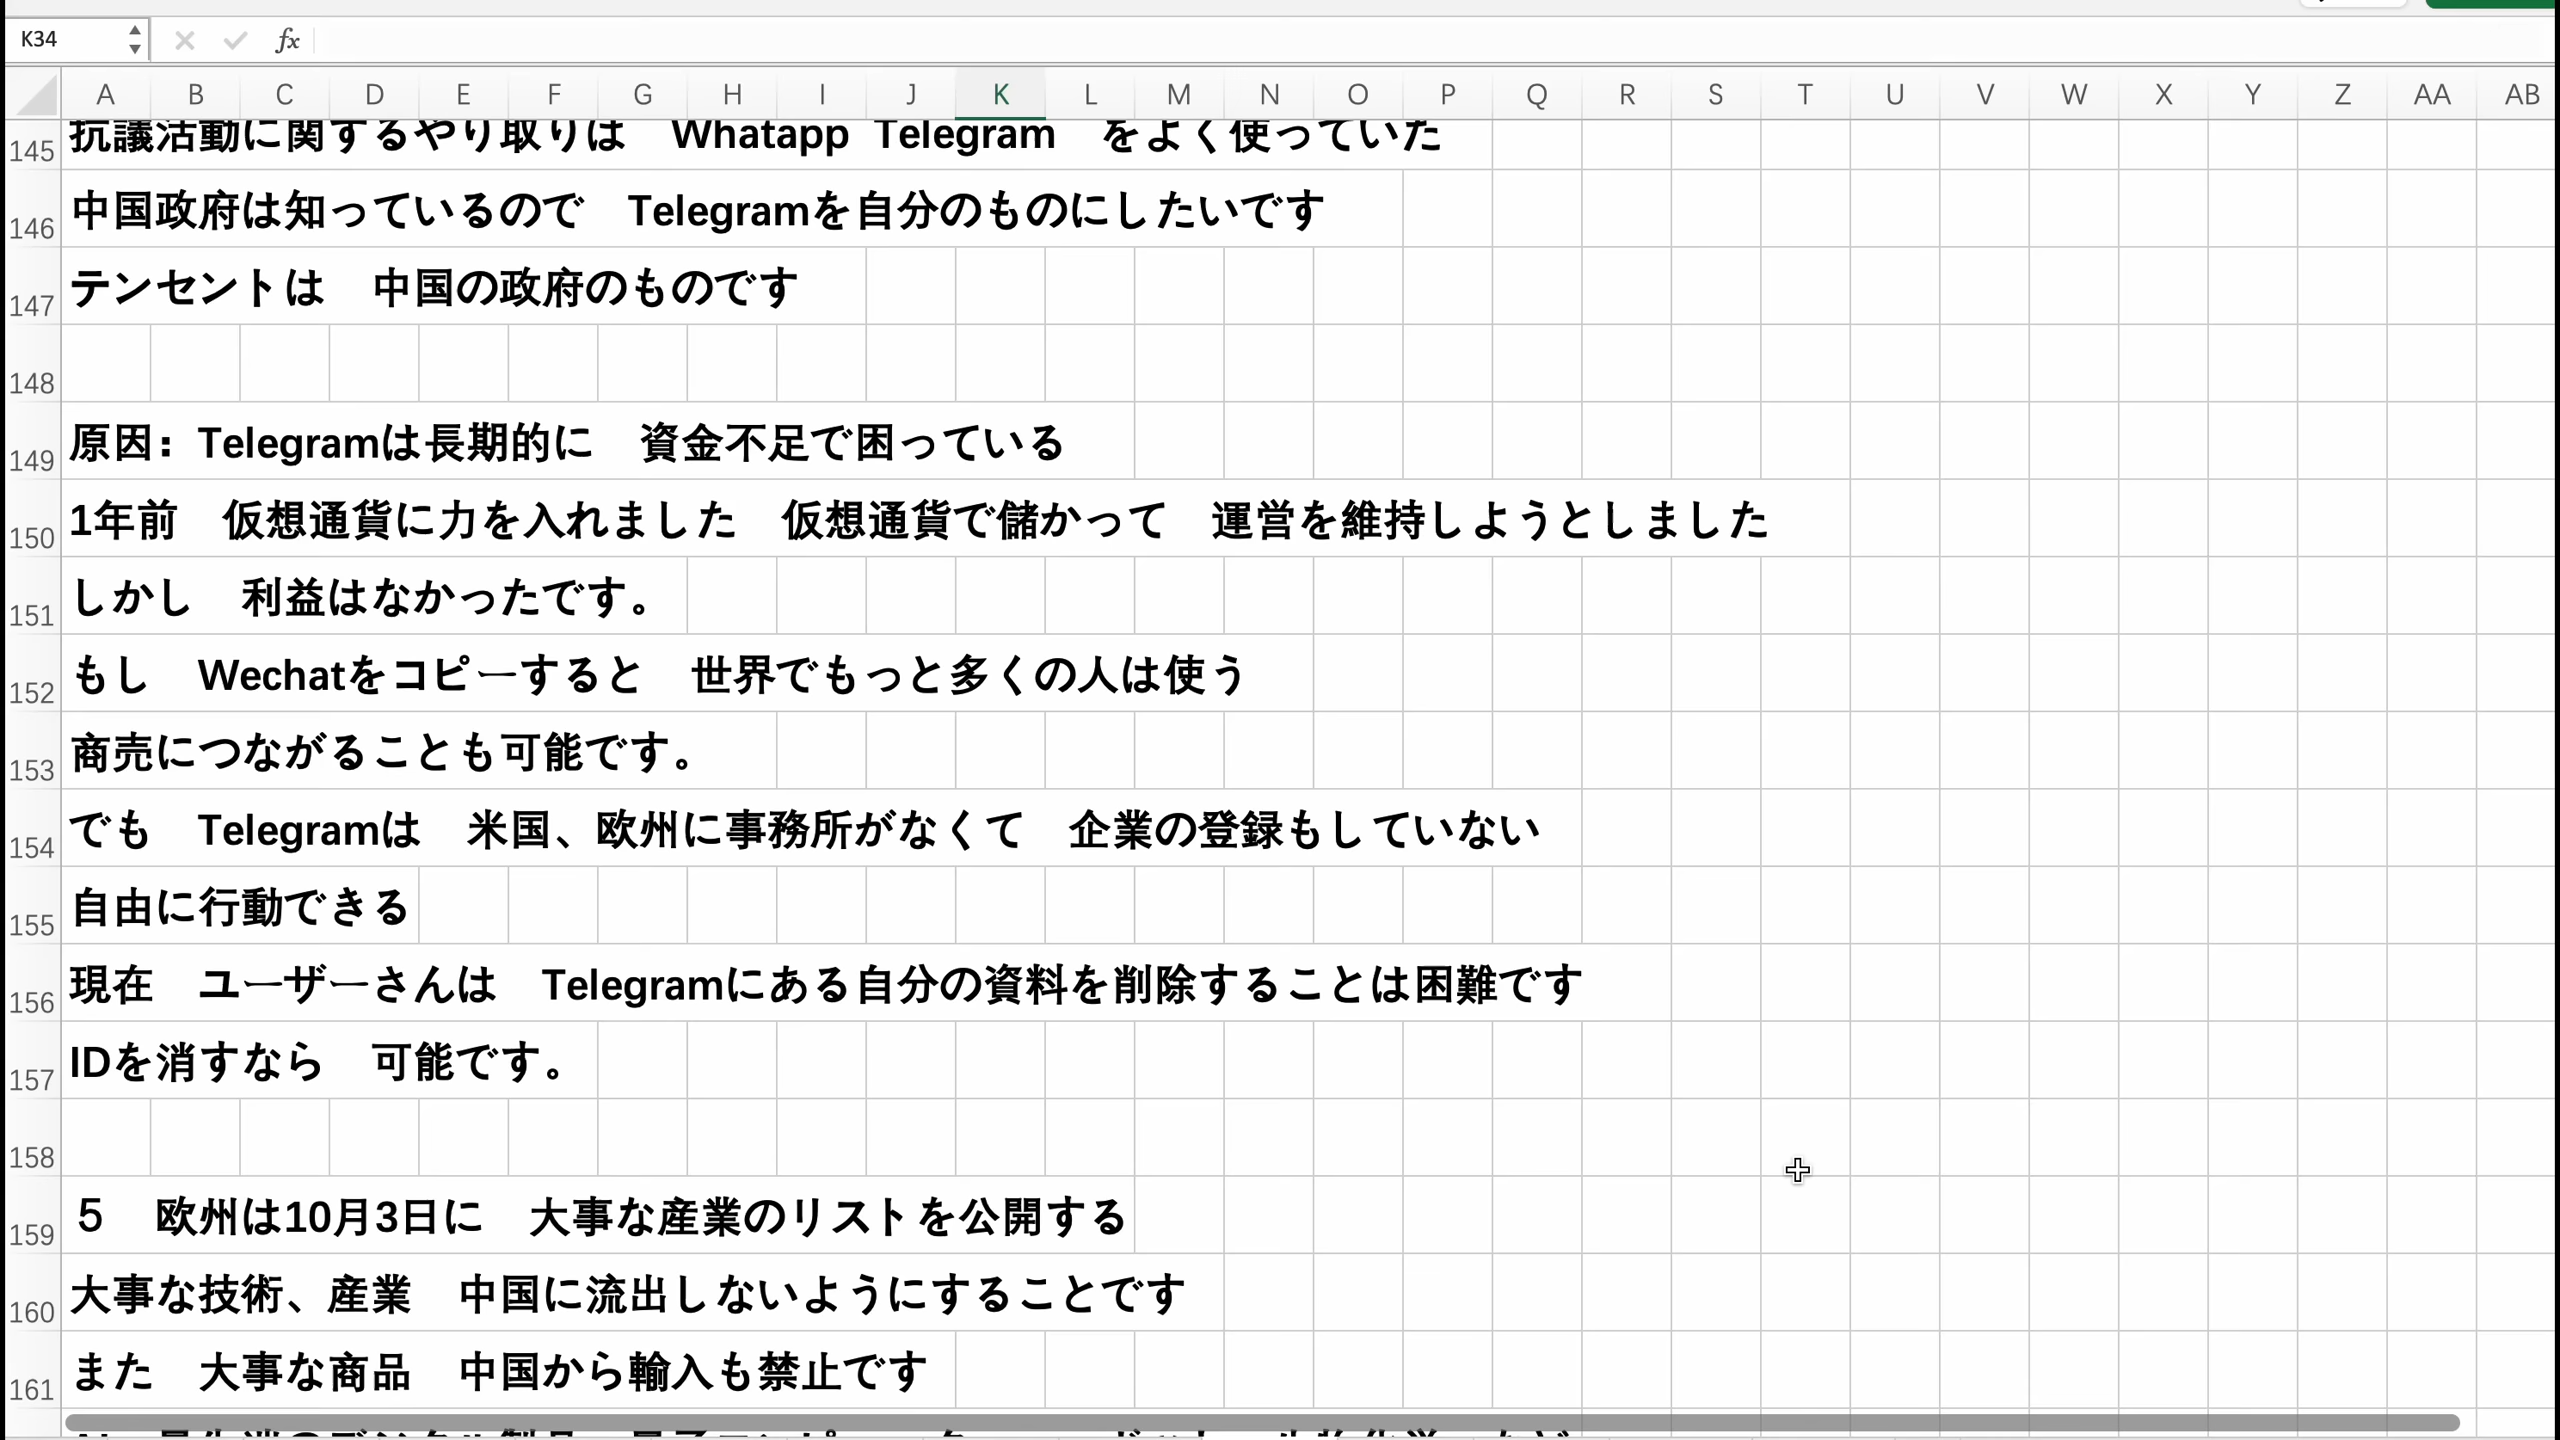 K34 fx
A B C D E F G H I J K L M N O P Q R S T U V W X Y Z AA AB
145 抗議活動に関するやり取りは　Whatapp Telegram　をよく使っていた
146 中国政府は知っているので　Telegramを自分のものにしたいです
147 テンセントは　中国の政府のものです
148
149 原因：Telegramは長期的に　資金不足で困っている
150 1年前　仮想通貨に力を入れました　仮想通貨で儲かって　運営を維持しようとしました
151 しかし　利益はなかったです。
152 もし　Wechatをコピーすると　世界でもっと多くの人は使う
153 商売につながることも可能です。
154 でも　Telegramは　米国、欧州に事務所がなくて　企業の登録もしていない
155 自由に行動できる
156 現在　ユーザーさんは　Telegramにある自分の資料を削除することは困難です
157 IDを消すなら　可能です。
158
159 ５　欧州は10月3日に　大事な産業のリストを公開する
160 大事な技術、産業　中国に流出しないようにすることです
161 また　大事な商品　中国から輸入も禁止です